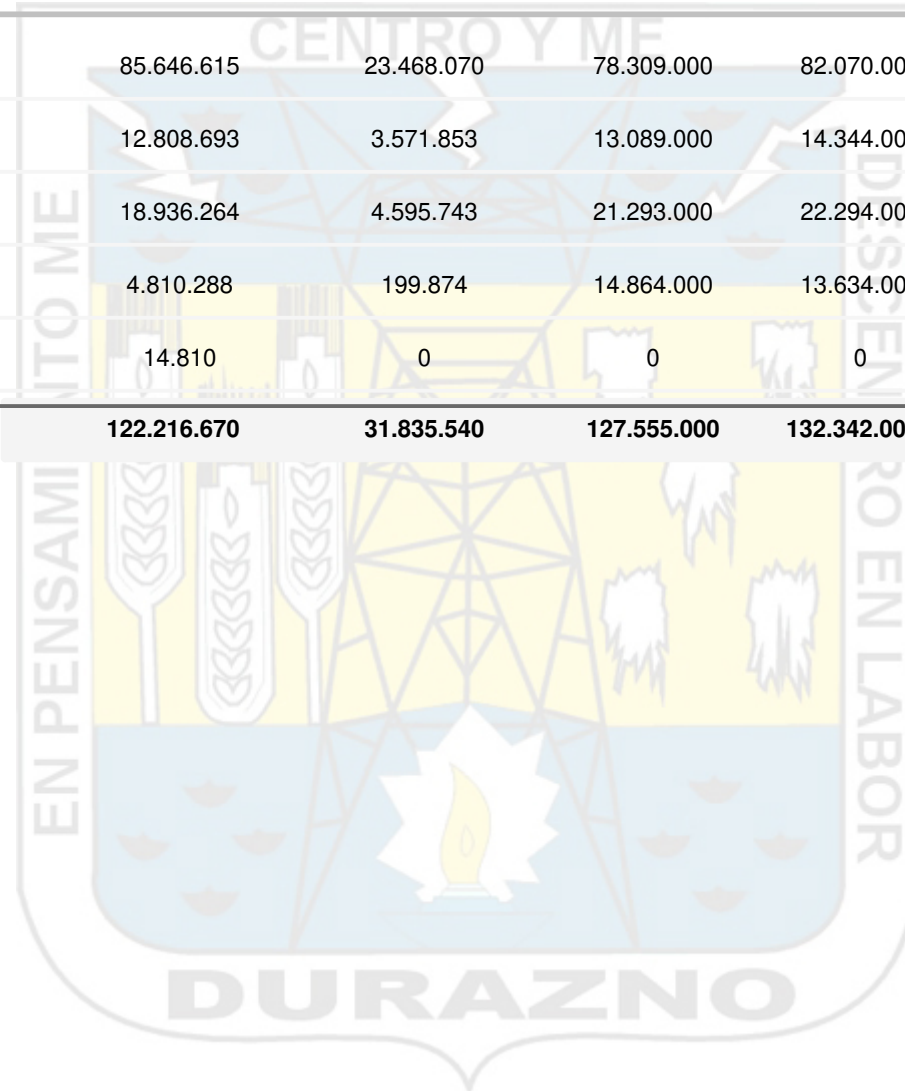 CENTRO Y ME
85.646.615 23.468.070 78.309.000 82.070.00
12.808.693 3.571.853 13.089.000 14.344.00
18.936.264 4.595.743 21.293.000 22.294.00
4.810.288 199.874 14.864.000 13.634.00
14.810 0 0 0
122.216.670 31.835.540 127.555.000 132.342.00
EN PENSAMI NTO ME
DESCEN RO EN LABOR
DURAZNO